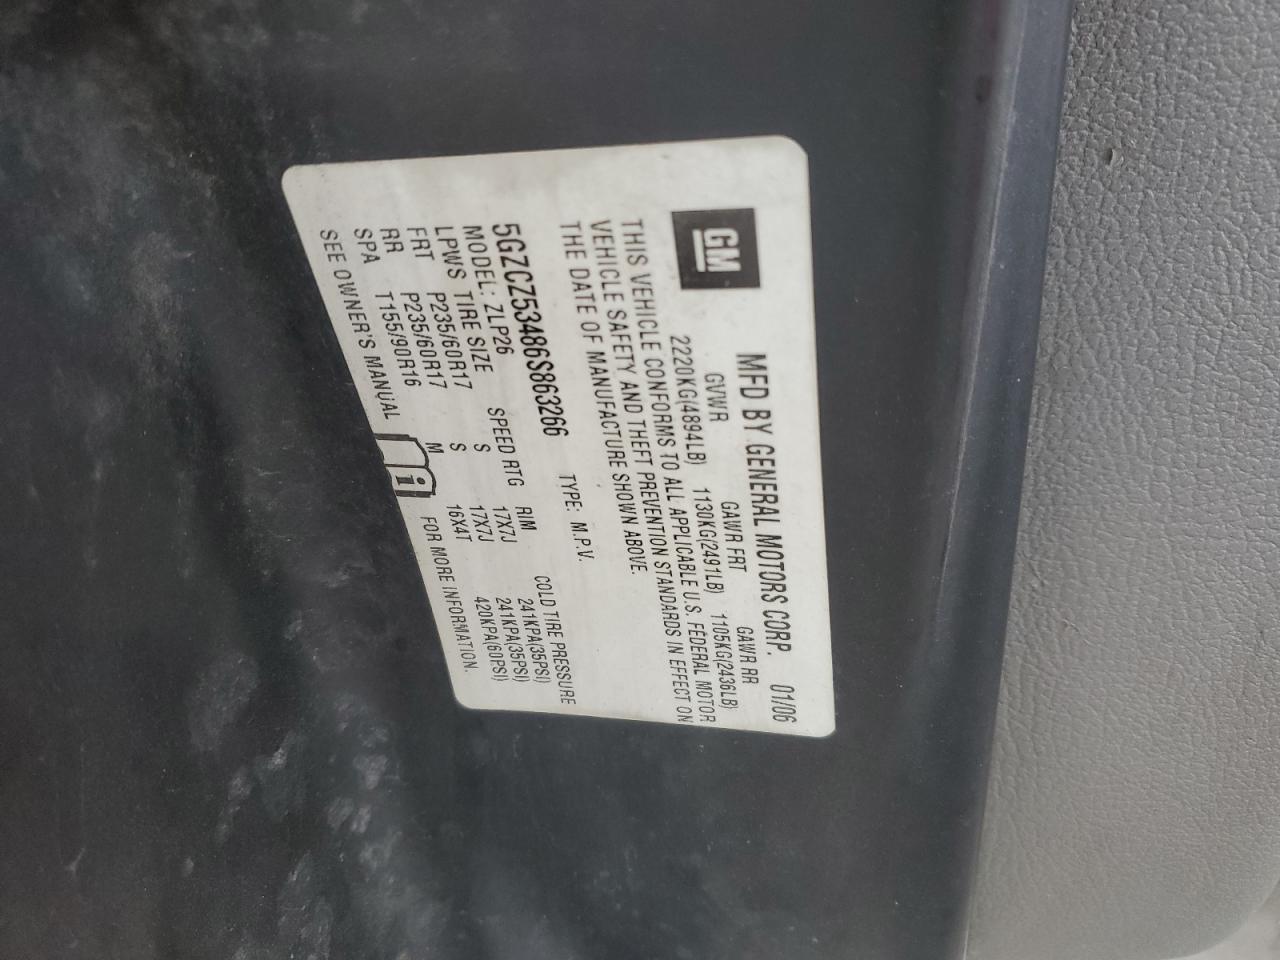 GM
MFD BY GENERAL MOTORS CORP. 01/06
GVWR GAWR FRT GAWR RR
2220KG(4894LB) 1130KG(2491LB) 1105KG(2436LB)
THIS VEHICLE CONFORMS TO ALL APPLICABLE U.S. FEDERAL MOTOR
VEHICLE SAFETY AND THEFT PREVENTION STANDARDS IN EFFECT ON
THE DATE OF MANUFACTURE SHOWN ABOVE.
5GZCZ53486S863266 TYPE: M.P.V.
MODEL: ZLP26
LPWS TIRE SIZE SPEED RTG RIM COLD TIRE PRESSURE
FRT P235/60R17 S 17X7J 241KPA(35PSI)
RR P235/60R17 S 17X7J 241KPA(35PSI)
SPA T155/90R16 M 16X4T 420KPA(60PSI)
SEE OWNER'S MANUAL i FOR MORE INFORMATION.